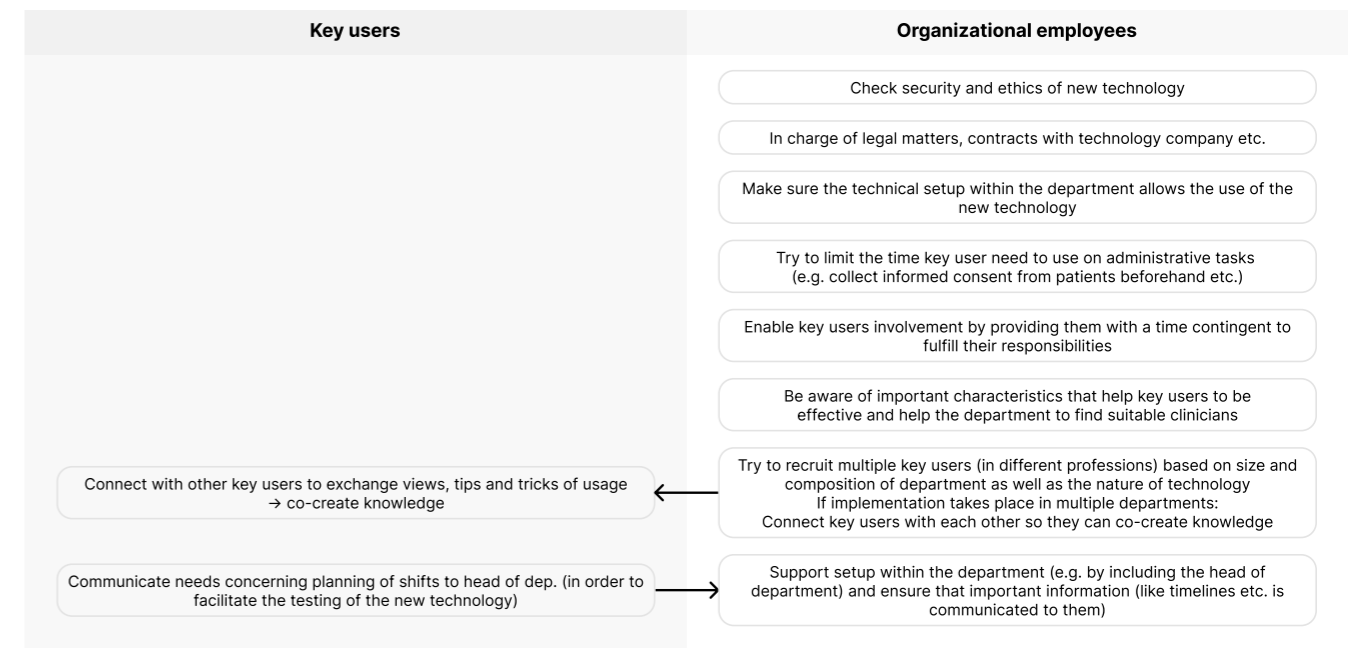 Key users
Organizational employees
Check security and ethics of new technology
In charge of legal matters, contracts with technology company etc.
Make sure the technical setup within the department allows the use of the
new technology
Try to limit the time key user need to use on administrative tasks
(e.g. collect informed consent from patients beforehand etc.)
Enable key users involvement by providing them with a time contingent to
fulfill their responsibilities
Be aware of important characteristics that help key users to be
effective and help the department to find suitable clinicians
Connect with other key users to exchange views, tips and tricks of usage
→ co-create knowledge
Try to recruit multiple key users (in different professions) based on size and
composition of department as well as the nature of technology
If implementation takes place in multiple departments:
Connect key users with each other so they can co-create knowledge
Communicate needs concerning planning of shifts to head of dep. (in order to
facilitate the testing of the new technology)
Support setup within the department (e.g. by including the head of
department) and ensure that important information (like timelines etc. is
communicated to them)